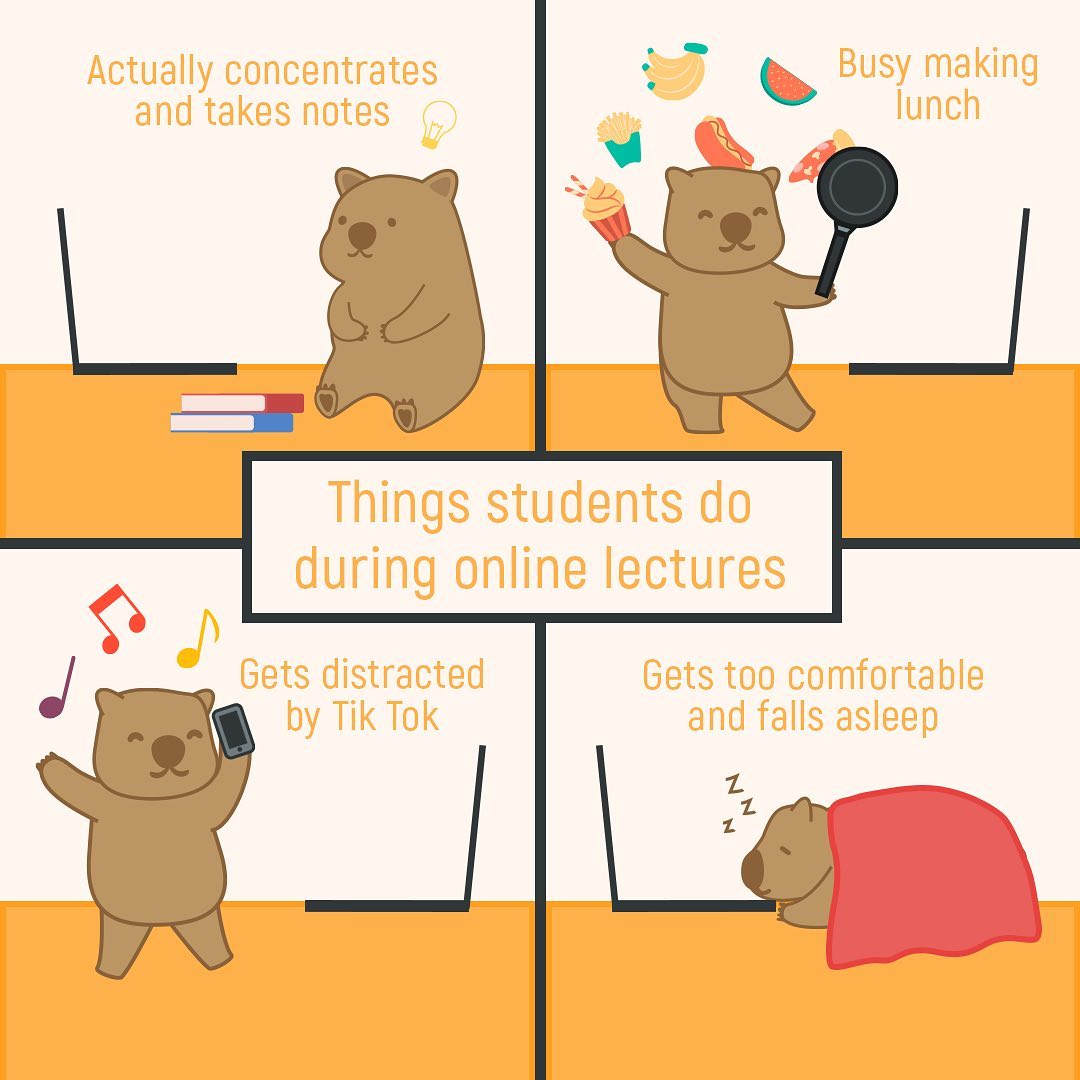 Actually concentrates
and takes notes
Busy making
lunch
Things students do
during online lectures
Gets distracted
by Tik Tok
Gets too comfortable
and falls asleep
z
z
z